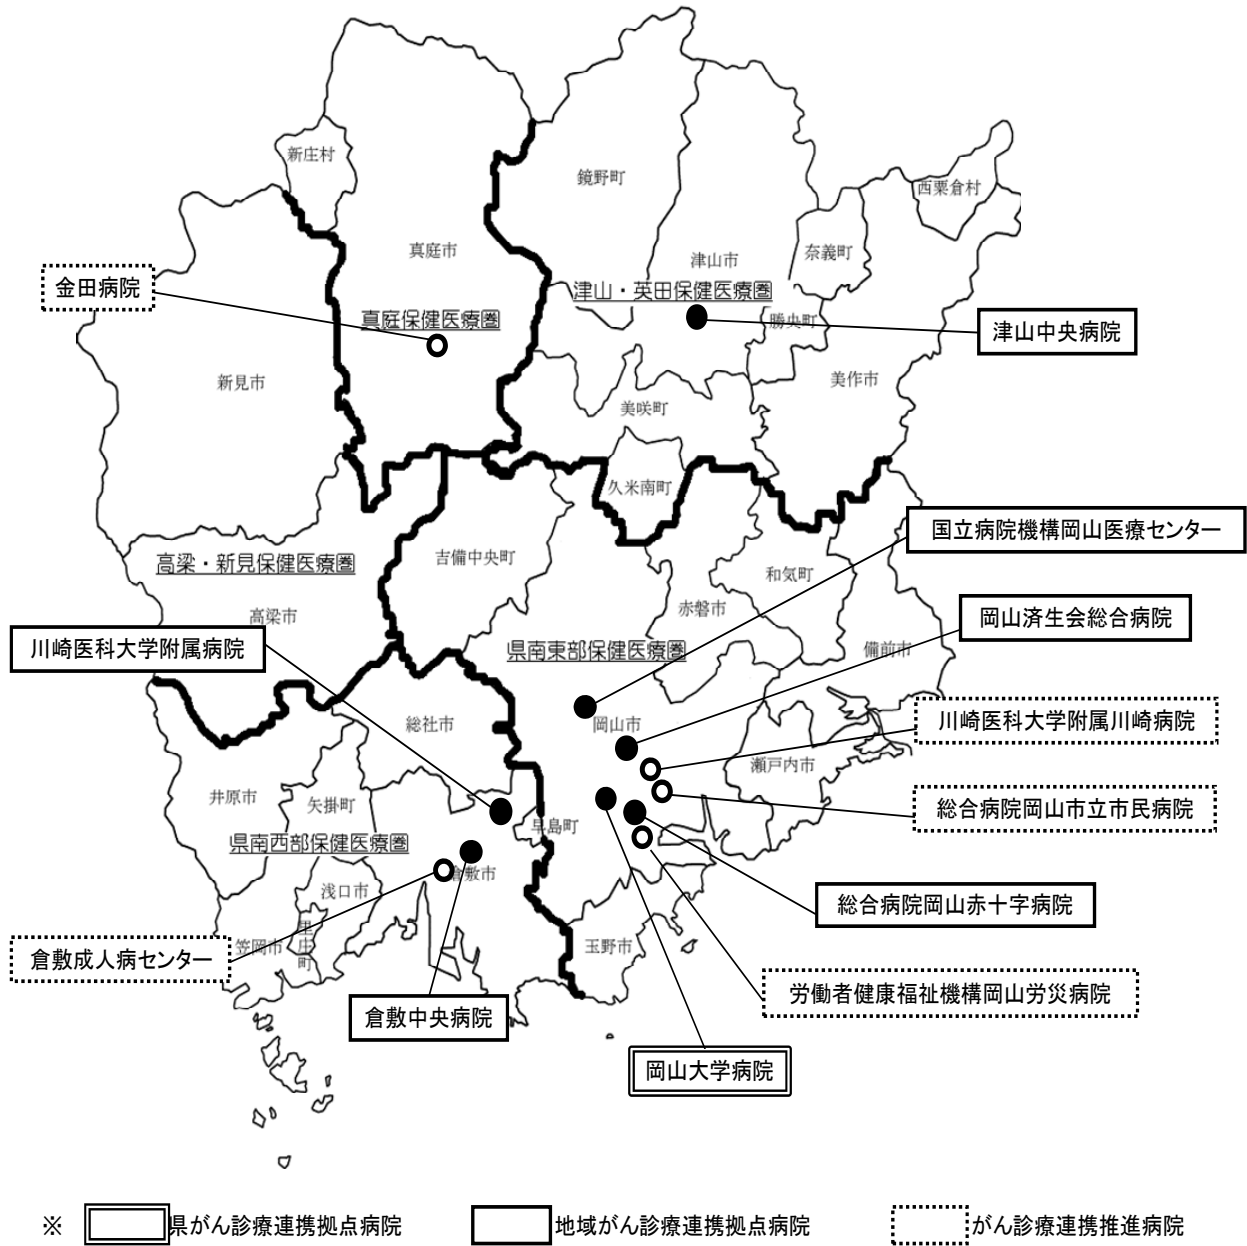 新庄村
鏡野町
西粟倉村
真庭市
津山市
奈義町
金田病院
津山・英田保健医療圏
真庭保健医療圏
勝央町
津山中央病院
新見市
美作市
美咲町
久米南町
国立病院機構岡山医療センター
吉備中央町
高梁・新見保健医療圏
和気町
高梁市
赤磐市
岡山済生会総合病院
川崎医科大学附属病院
県南東部保健医療圏
備前市
総社市
岡山市
川崎医科大学附属川崎病院
瀬戸内市
井原市
矢掛町
総合病院岡山市立市民病院
早島町
県南西部保健医療圏
倉敷市
浅口市
総合病院岡山赤十字病院
里庄町
笠岡市
玉野市
倉敷成人病センター
労働者健康福祉機構岡山労災病院
倉敷中央病院
岡山大学病院
※ 県がん診療連携拠点病院 地域がん診療連携拠点病院 がん診療連携推進病院